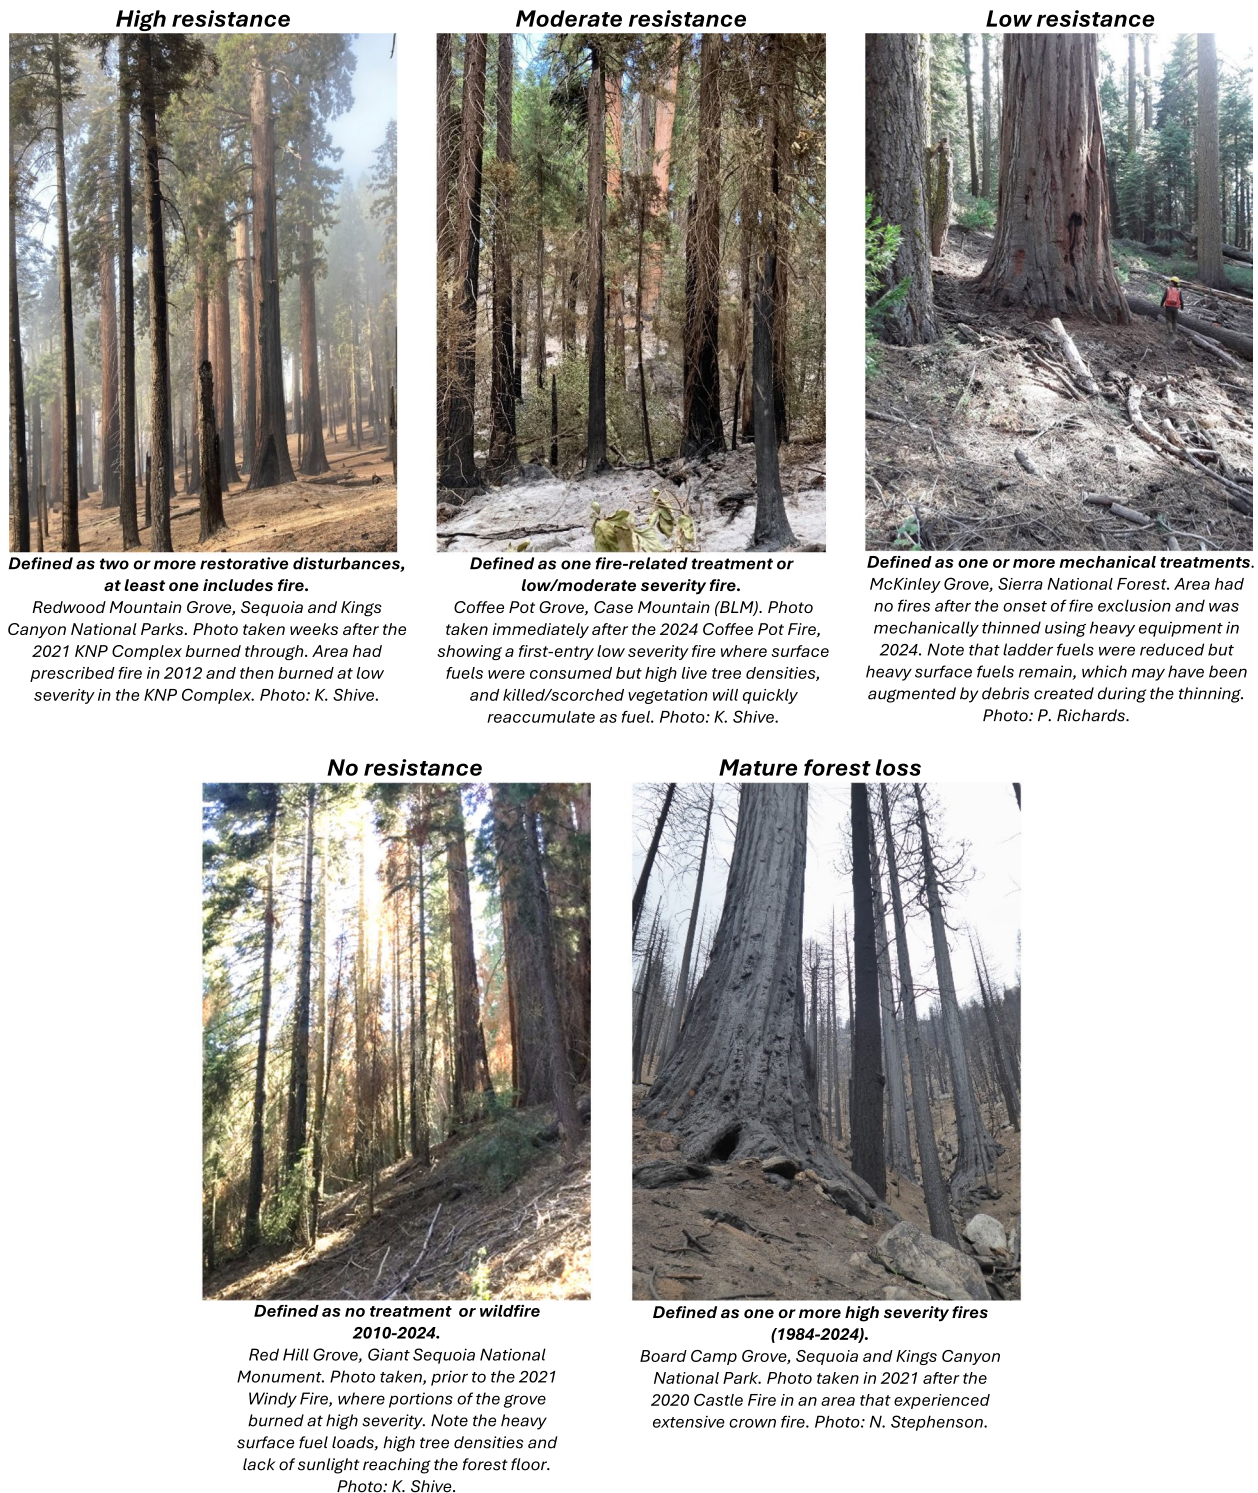 High resistance
Defined as two or more restorative disturbances,
at least one includes fire.
Redwood Mountain Grove, Sequoia and Kings
Canyon National Parks. Photo taken weeks after the
2021 KNP Complex burned through. Area had
prescribed fire in 2012 and then burned at low
severity in the KNP Complex. Photo: K. Shive.
Moderate resistance
Defined as one fire-related treatment or
low/moderate severity fire.
Coffee Pot Grove, Case Mountain (BLM). Photo
taken immediately after the 2024 Coffee Pot Fire,
showing a first-entry low severity fire where surface
fuels were consumed but high live tree densities,
and killed/scorched vegetation will quickly
reaccumulate as fuel. Photo: K. Shive.
Low resistance
Defined as one or more mechanical treatments.
McKinley Grove, Sierra National Forest. Area had
no fires after the onset of fire exclusion and was
mechanically thinned using heavy equipment in
2024. Note that ladder fuels were reduced but
heavy surface fuels remain, which may have been
augmented by debris created during the thinning.
Photo: P. Richards.
No resistance
Defined as no treatment or wildfire
2010-2024.
Red Hill Grove, Giant Sequoia National
Monument. Photo taken, prior to the 2021
Windy Fire, where portions of the grove
burned at high severity. Note the heavy
surface fuel loads, high tree densities and
lack of sunlight reaching the forest floor.
Photo: K. Shive.
Mature forest loss
Defined as one or more high severity fires
(1984-2024).
Board Camp Grove, Sequoia and Kings Canyon
National Park. Photo taken in 2021 after the
2020 Castle Fire in an area that experienced
extensive crown fire. Photo: N. Stephenson.